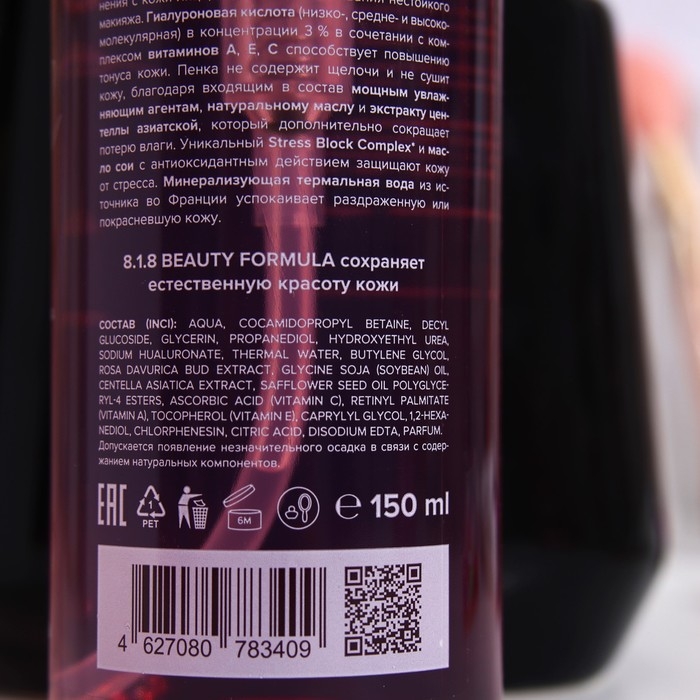 нения с кожи
нестойкого
макияжа. Гиалуроновая кислота (низко-, средне- и высоко-
молекулярная) в концентрации 3 % в сочетании с ком-
плексом витаминов А, Е, С способствует повышению
тонуса кожи. Пенка не содержит щелочи и не сушит
кожу, благодаря входящим в состав мощным увлаж-
няющим агентам, натуральному маслу и экстракту цен-
теллы азиатской, который дополнительно сокращает
потерю влаги. Уникальный Stress Block Complex* и мас-
ло сои с антиоксидантным действием защищают кожу
от стресса. Минерализующая термальная вода из ис-
точника во Франции успокаивает раздраженную или
покрасневшую кожу.
8.1.8 BEAUTY FORMULA сохраняет
естественную красоту кожи
СОСТАВ (INCI): AQUA, COCAMIDOPROPYL BETAINE, DECYL
GLUCOSIDE, GLYCERIN, PROPANEDIOL, HYDROXYETHYL UREA,
SODIUM HUALURONATE, THERMAL WATER, BUTYLENE GLYCOL,
ROSA DAVURICA BUD EXTRACT, GLYCINE SOJA (SOYBEAN) OIL,
CENTELLA ASIATICA EXTRACT, SAFFLOWER SEED OIL POLYGLYCE-
RYL-4 ESTERS, ASCORBIC ACID (VITAMIN C), RETINYL PALMITATE
(VITAMIN A), TOCOPHEROL (VITAMIN E), CAPRYLYL GLYCOL, 1,2-HEXA-
NEDIOL, CHLORPHENESIN, CITRIC ACID, DISODIUM EDTA, PARFUM.
Допускается появление незначительного осадка в связи с содер-
жанием натуральных компонентов.
EAC 1 PET 6М ℮ 150 ml
4 627080 783409